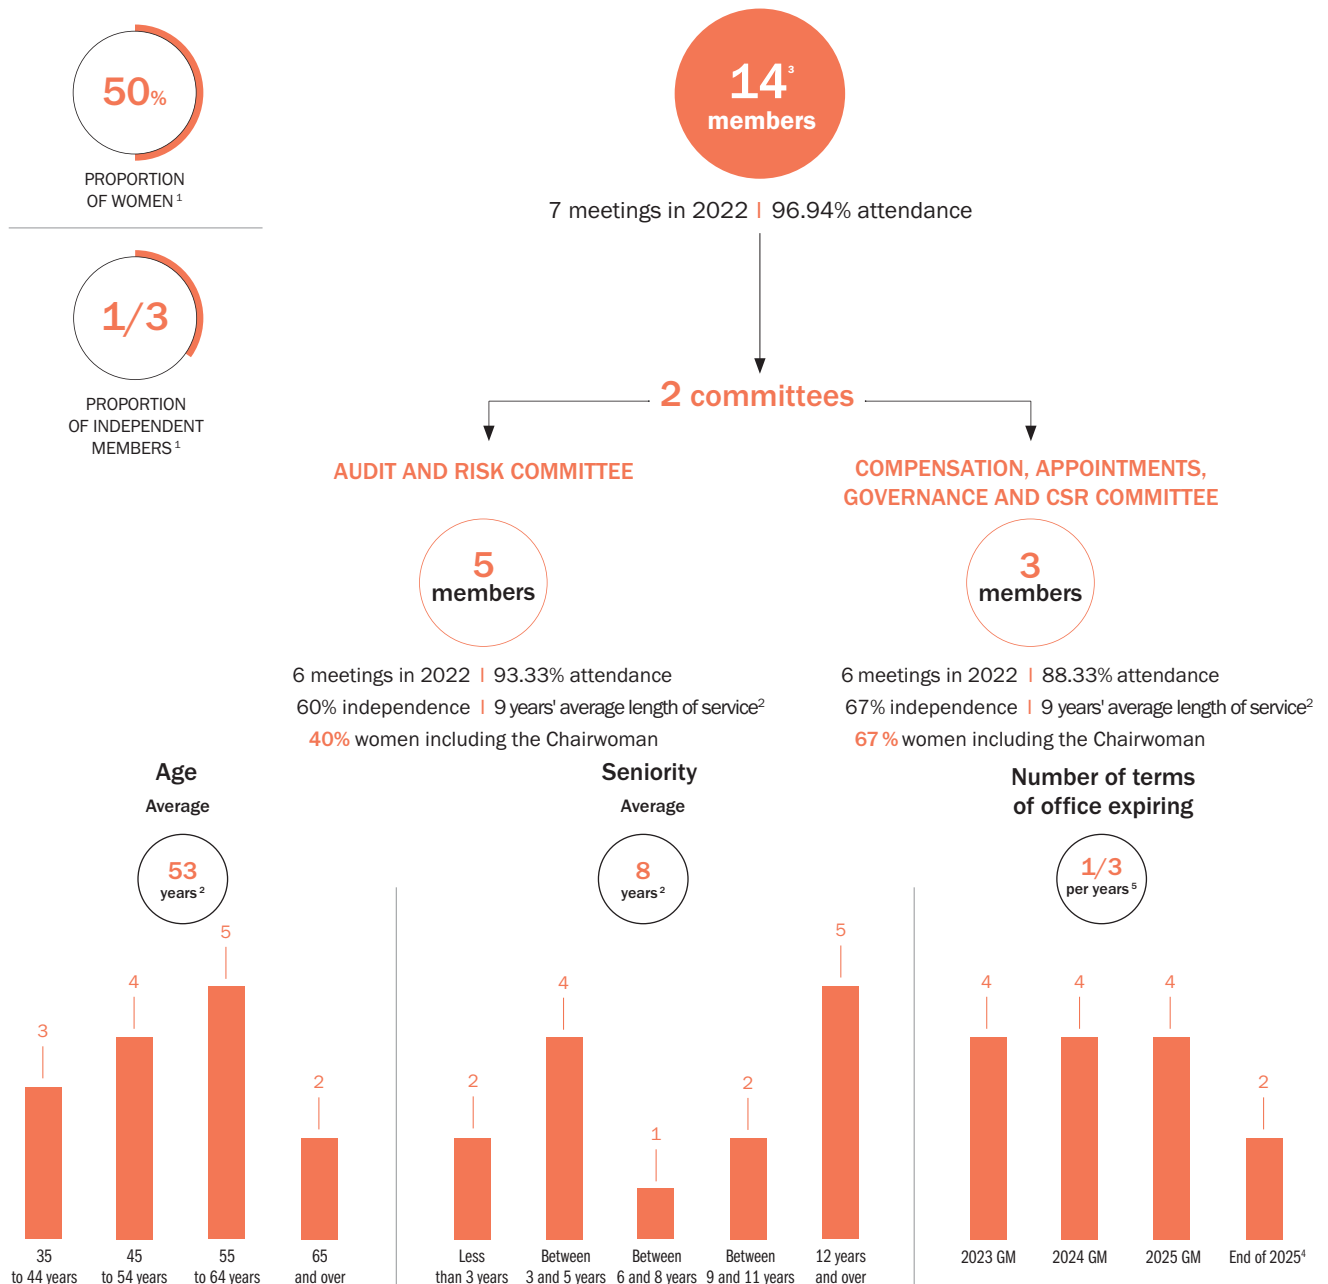 50%
PROPORTION
OF WOMEN 1
1/3
PROPORTION
OF INDEPENDENT
MEMBERS 1
14 3
members
7 meetings in 2022 I 96.94% attendance
2 committees
AUDIT AND RISK COMMITTEE
5
members
6 meetings in 2022 I 93.33% attendance
60% independence I 9 years' average length of service2
40% women including the Chairwoman
COMPENSATION, APPOINTMENTS,
GOVERNANCE AND CSR COMMITTEE
3
members
6 meetings in 2022 I 88.33% attendance
67% independence I 9 years' average length of service2
67 % women including the Chairwoman
Age
Average
53
years 2
3
4
5
2
35
to 44 years
45
to 54 years
55
to 64 years
65
and over
Seniority
Average
8
years 2
2
4
1
2
5
Less
than 3 years
Between
3 and 5 years
Between
6 and 8 years
Between
9 and 11 years
12 years
and over
Number of terms
of office expiring
1/3
per years 5
4
4
4
2
2023 GM
2024 GM
2025 GM
End of 20254